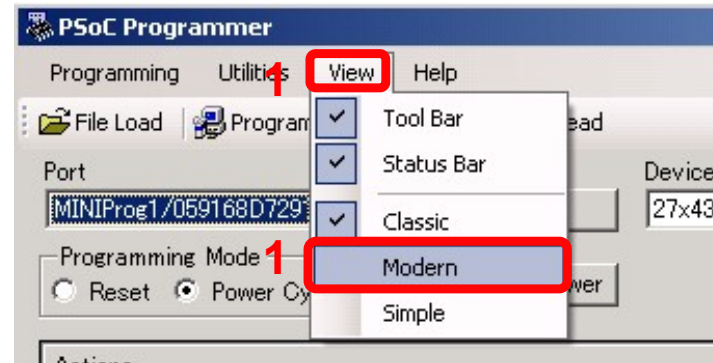 PSoC Programmer
Programming Utilities View Help
1
File Load Program ead
Tool Bar
Status Bar
Port Device
MINIProg1/059168D729 27x43
Classic
Programming Mode 1 Modern
Reset Power Cy wer
Simple
Actions